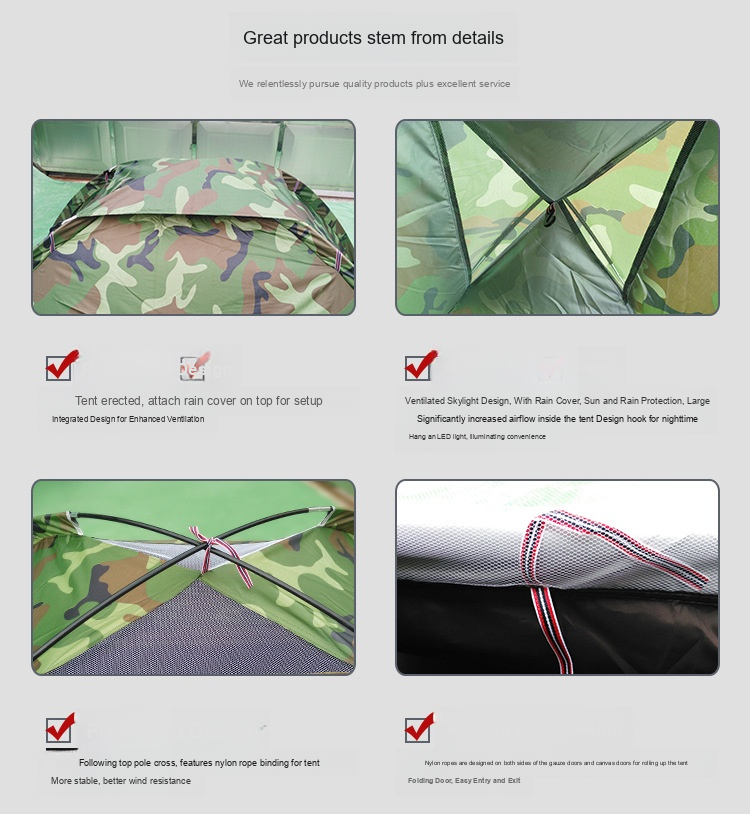 Great products stem from details
We relentlessly pursue quality products plus excellent service
Design
Tent erected, attach rain cover on top for setup
Integrated Design for Enhanced Ventilation
Ventilated Skylight Design, With Rain Cover, Sun and Rain Protection, Large
Significantly increased airflow inside the tent Design hook for nighttime
Hang an LED light, Illuminating convenience
Following top pole cross, features nylon rope binding for tent
More stable, better wind resistance
Nylon ropes are designed on both sides of the gauze doors and canvas doors for rolling up the tent
Folding Door, Easy Entry and Exit